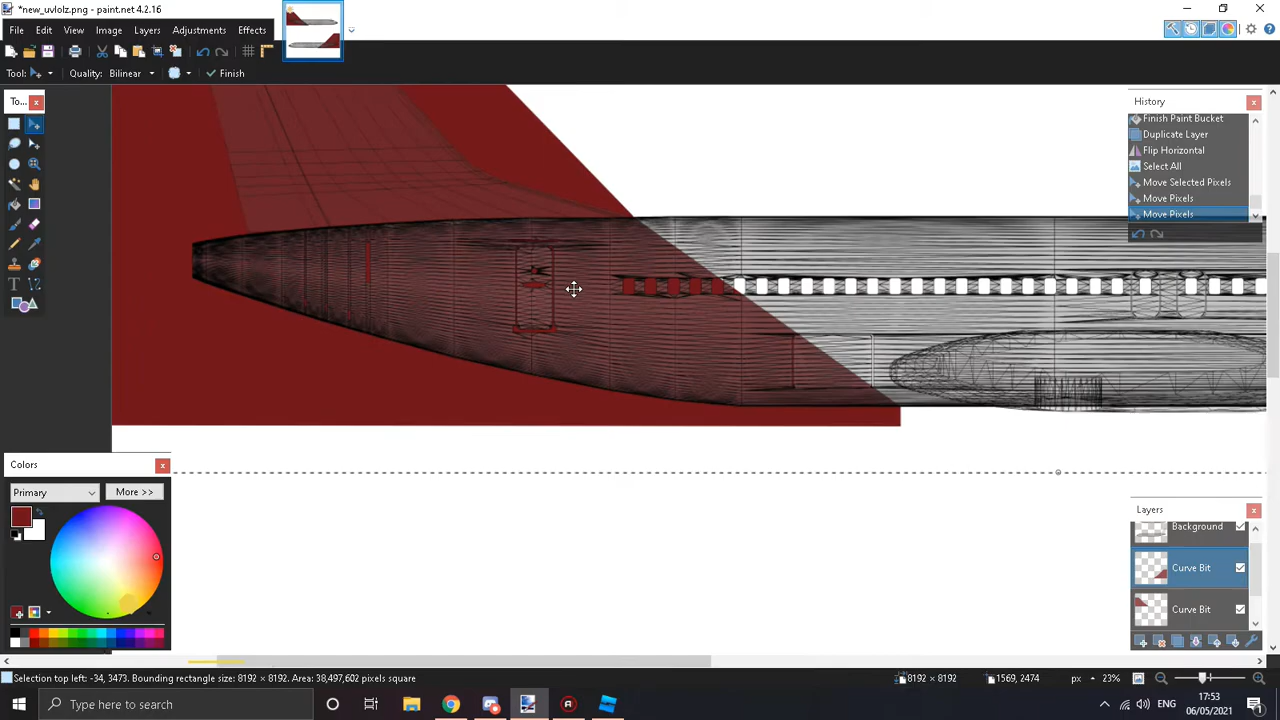 *new_uvlolz.png - paint.net 4.2.16
File Edit View Image Layers Adjustments Effects
Tool: Quality: Bilinear Finish
To...
History
Finish Paint Bucket
Duplicate Layer
Flip Horizontal
Select All
Move Selected Pixels
Move Pixels
Move Pixels
Colors
Primary More >>
Layers
Background
Curve Bit
Curve Bit
Selection top left: -34, 3473. Bounding rectangle size: 8192 × 8192. Area: 38,497,602 pixels square 8192 × 8192 1569, 2474 px 23%
Type here to search
17:53
06/05/2021